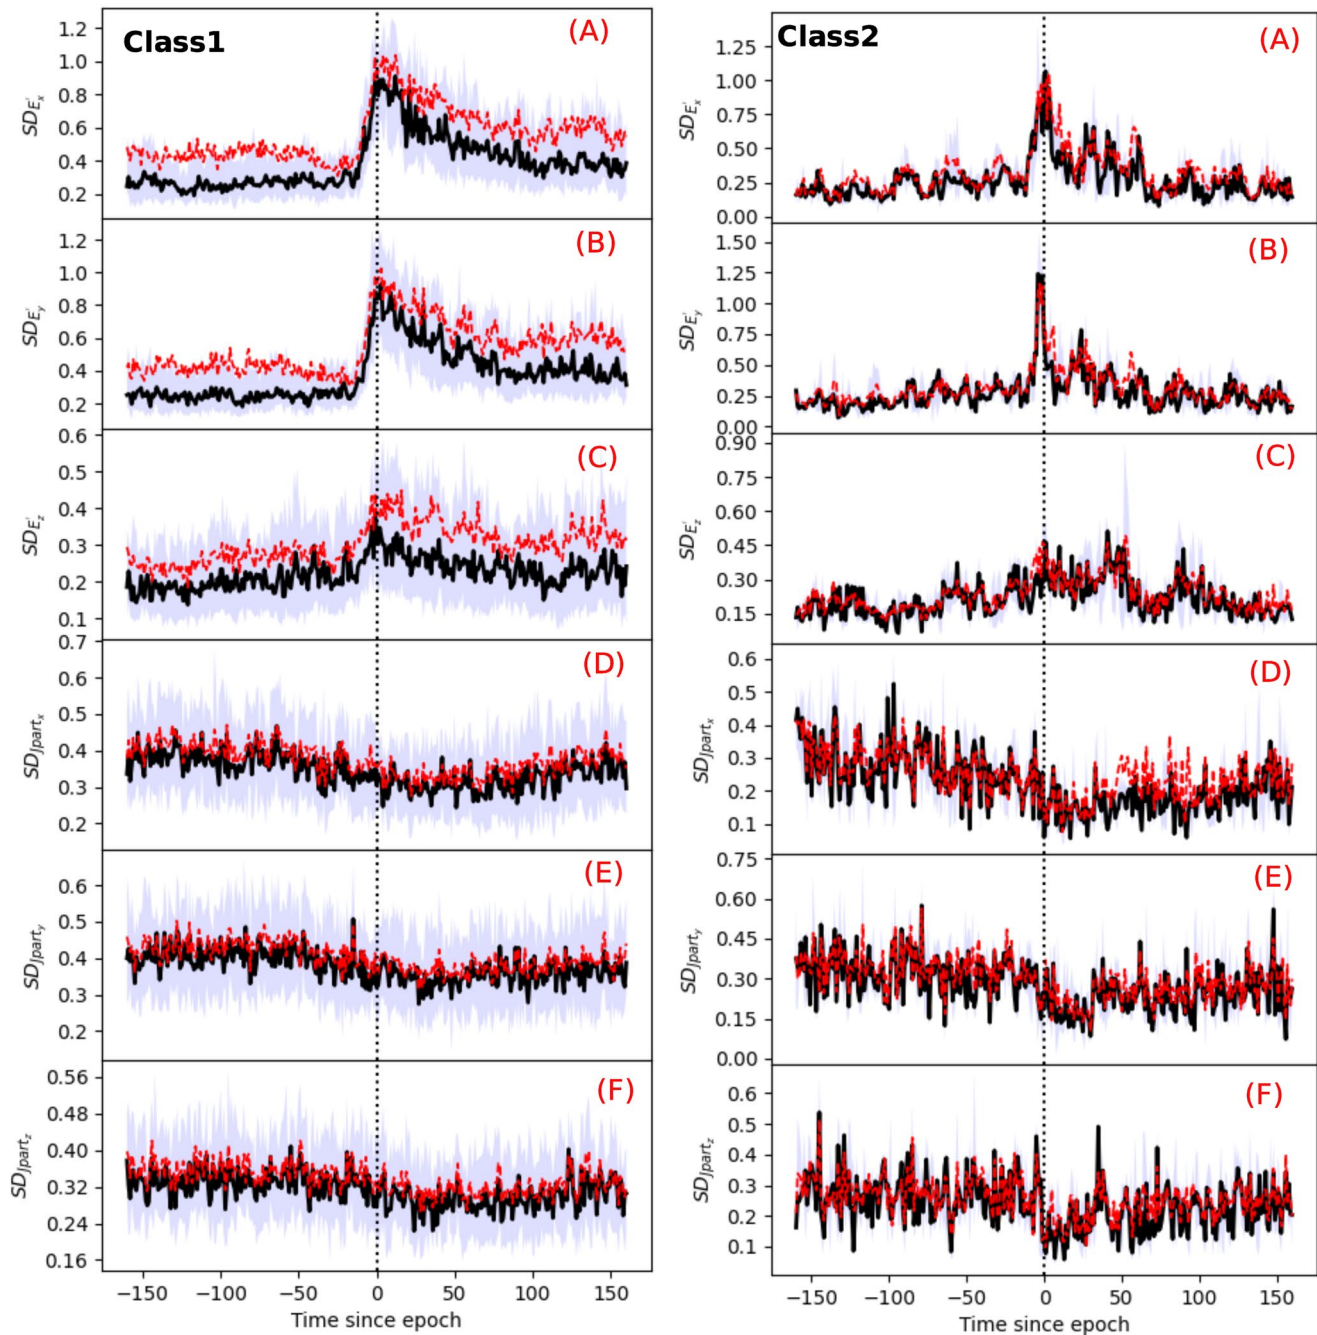 Class1
(A)
1.2
1.0
0.8
0.6
0.4
0.2
SD_{E'_x}
(B)
1.2
1.0
0.8
0.6
0.4
0.2
SD_{E'_y}
(C)
0.6
0.5
0.4
0.3
0.2
0.1
SD_{E'_z}
(D)
0.7
0.6
0.5
0.4
0.3
0.2
SD_{Jpart_x}
(E)
0.6
0.5
0.4
0.3
0.2
SD_{Jpart_y}
(F)
0.56
0.48
0.40
0.32
0.24
0.16
SD_{Jpart_z}
−150 −100 −50 0 50 100 150
Time since epoch
Class2
(A)
1.25
1.00
0.75
0.50
0.25
0.00
SD_{E'_x}
(B)
1.50
1.25
1.00
0.75
0.50
0.25
0.00
SD_{E'_y}
(C)
0.90
0.75
0.60
0.45
0.30
0.15
SD_{E'_z}
(D)
0.6
0.5
0.4
0.3
0.2
0.1
SD_{Jpart_x}
(E)
0.75
0.60
0.45
0.30
0.15
0.00
SD_{Jpart_y}
(F)
0.6
0.5
0.4
0.3
0.2
0.1
SD_{Jpart_z}
−150 −100 −50 0 50 100 150
Time since epoch